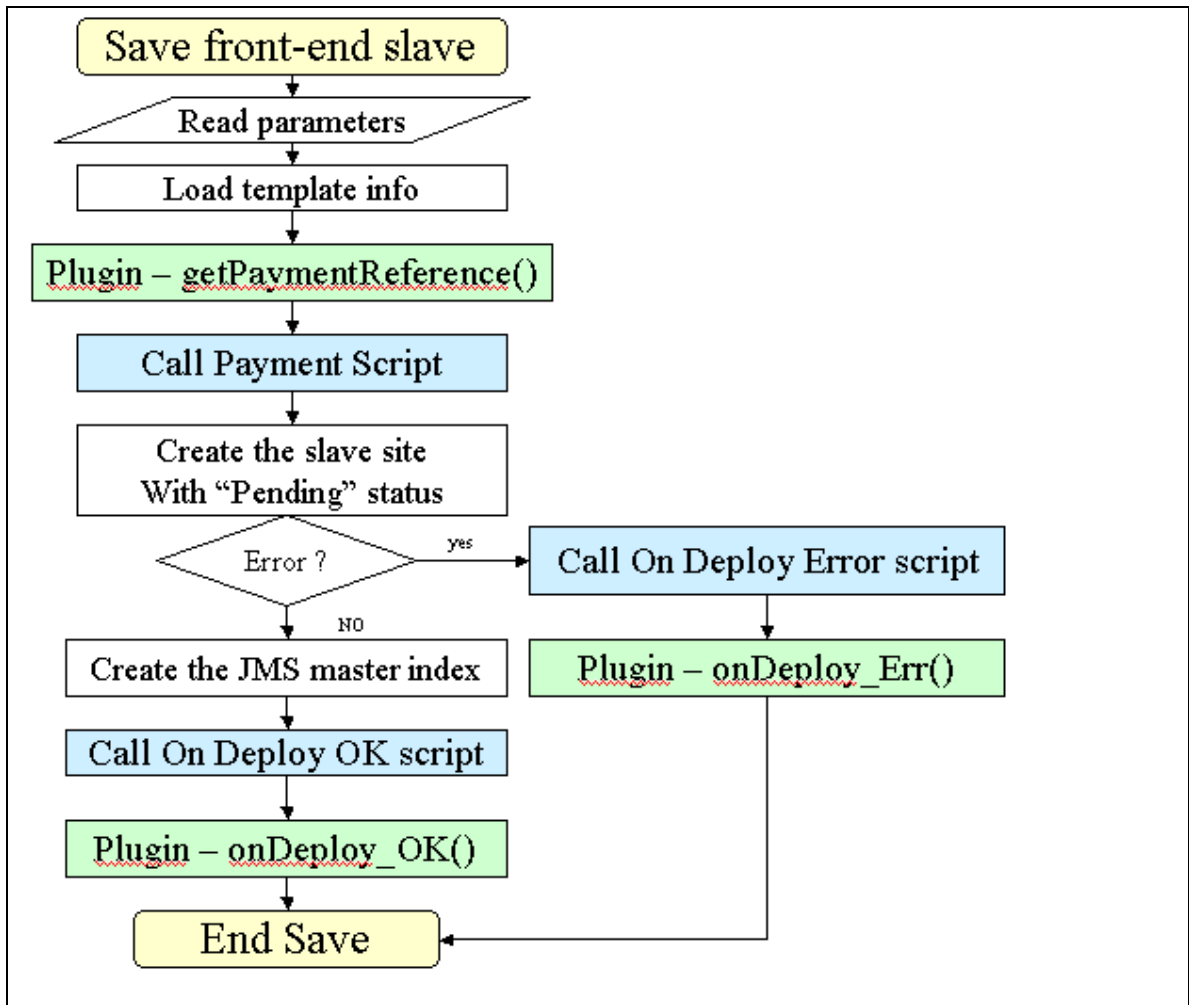 Save front-end slave
Read parameters
Load template info
Plugin – getPaymentReference()
Call Payment Script
Create the slave site
With “Pending” status
Error ?
yes
Call On Deploy Error script
NO
Create the JMS master index
Plugin – onDeploy_Err()
Call On Deploy OK script
Plugin – onDeploy_OK()
End Save